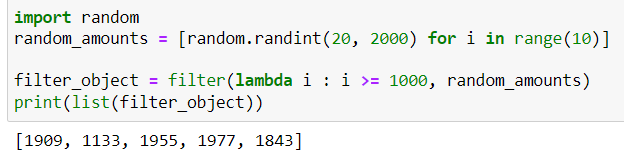 import random
random_amounts = [random.randint(20, 2000) for i in range(10)]
filter_object = filter(lambda i : i >= 1000, random_amounts)
print(list(filter_object))
[1909, 1133, 1955, 1977, 1843]